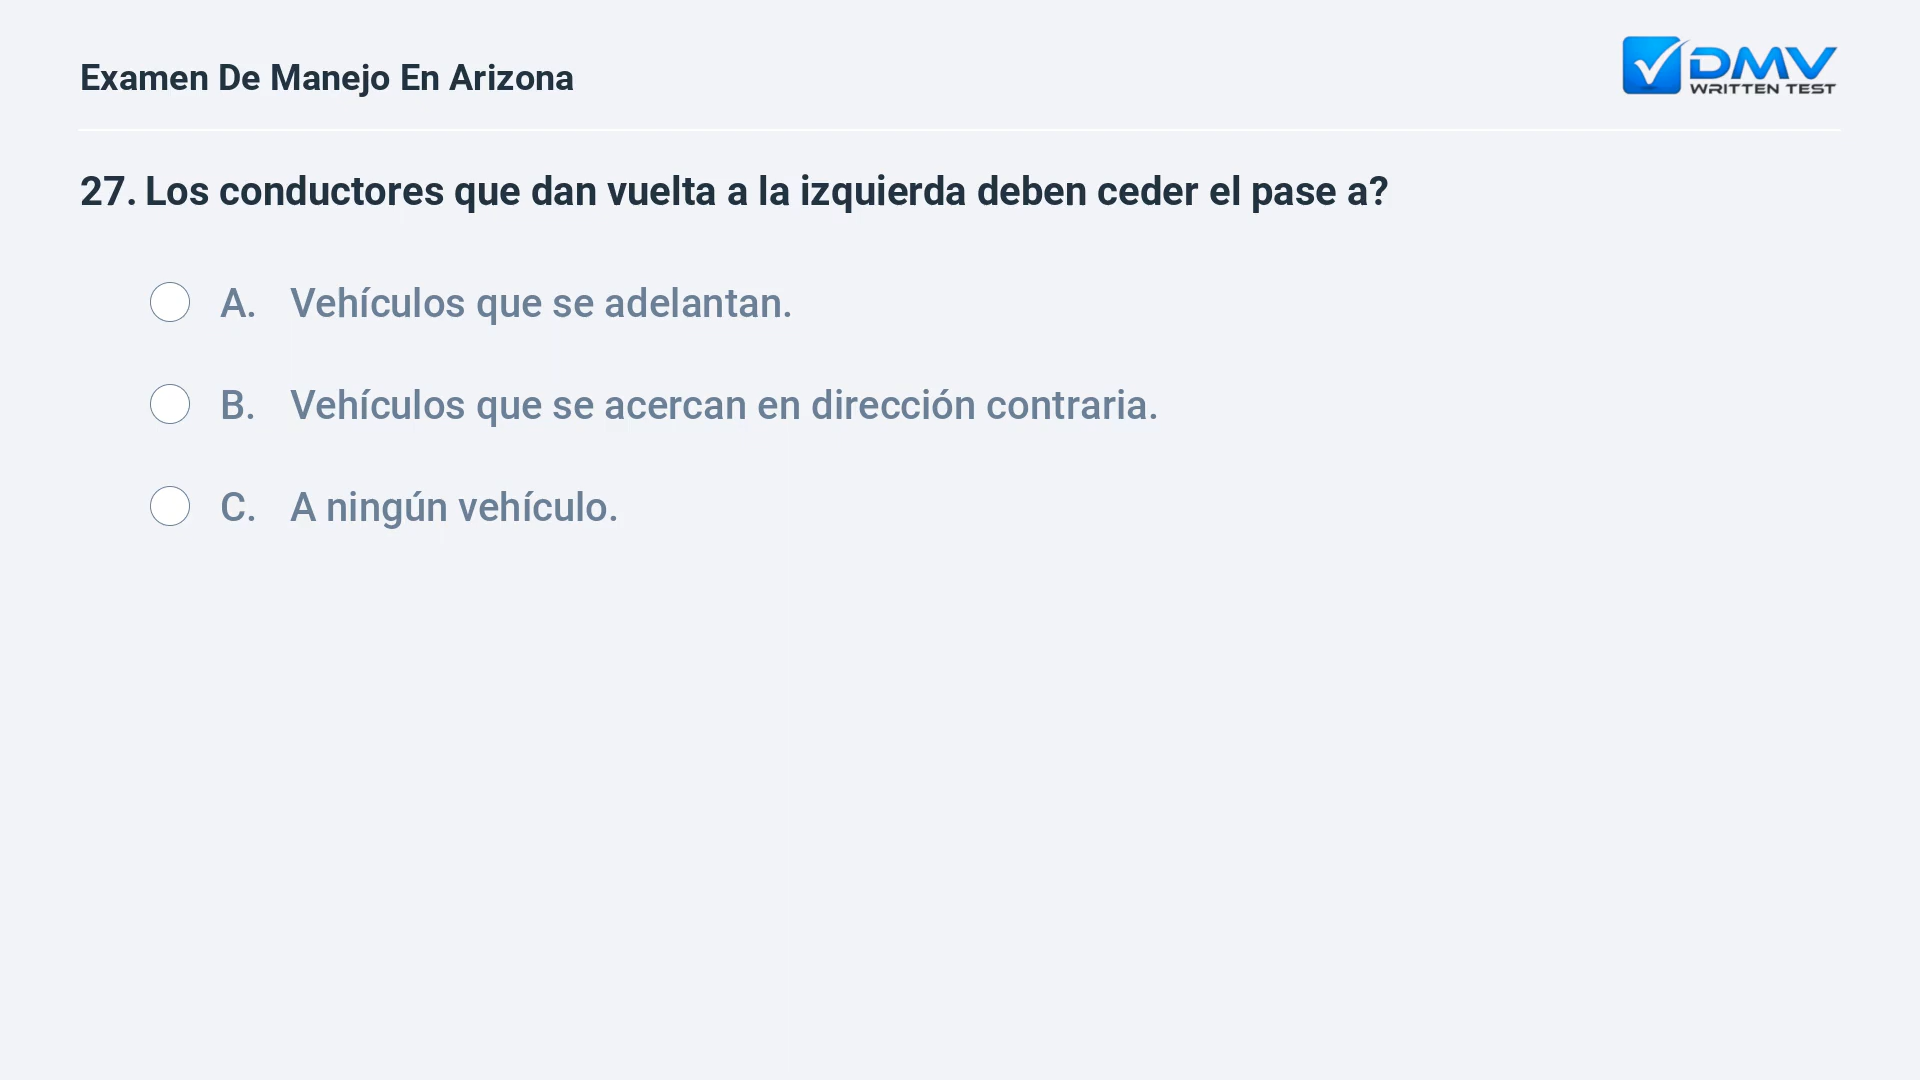 Examen De Manejo En Arizona
DMV
WRITTEN TEST
27. Los conductores que dan vuelta a la izquierda deben ceder el pase a?
A. Vehículos que se adelantan.
B. Vehículos que se acercan en dirección contraria.
C. A ningún vehículo.